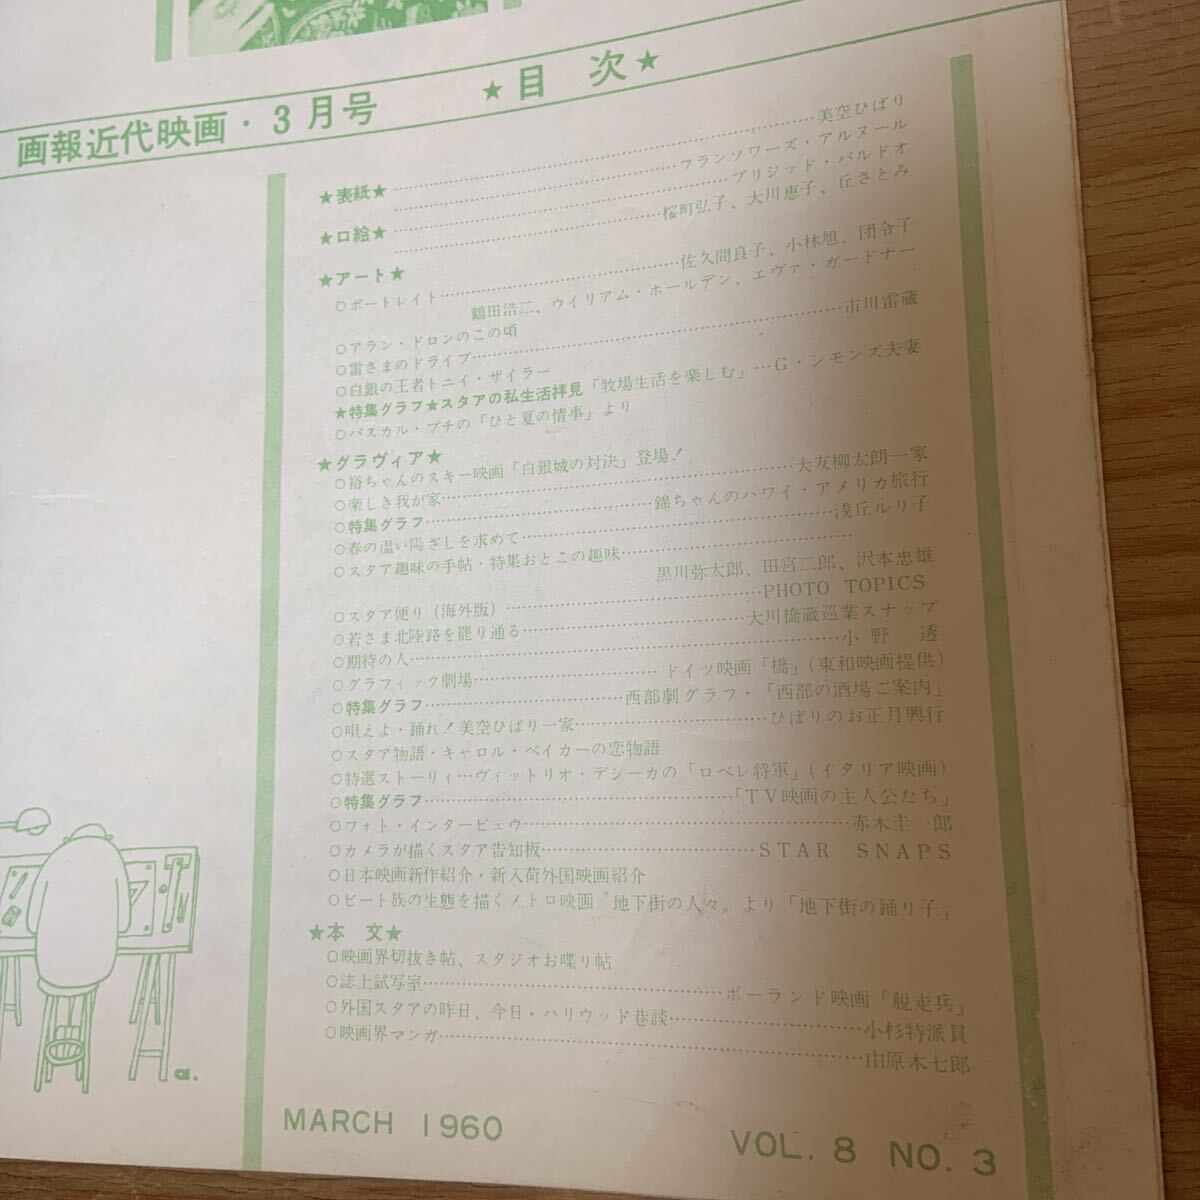 画報近代映画・3月号 ★目 次★
★表紙★……美空ひばり
……フランソワーズ・アルヌール
★口絵★……ブリジッド・バルドオ
……桜町弘子、大川恵子、丘さとみ
★アート★
○ポートレイト……佐久間良子、小林旭、団令子
鶴田浩二、ウイリアム・ホールデン、エヴァ・ガードナー
○アラン・ドロンのこの頃
○雷さまのドライブ……市川雷蔵
○白銀の王者トニイ・ザイラー
★特集グラフ★スタアの私生活拝見「牧場生活を楽しむ」…G・シモンズ夫妻
○パスカル・プチの「ひと夏の情事」より
★グラヴィア★
○裕ちゃんのスキー映画「白銀城の対決」登場！
○楽しき我が家……大友柳太朗一家
○特集グラフ……錦ちゃんのハワイ・アメリカ旅行
○春の温い陽ざしを求めて……浅丘ルリ子
○スタア趣味の手帖・特集おとこの趣味……
黒川弥太郎、田宮二郎、沢本忠雄
○スタア便り（海外版）……PHOTO TOPICS
○若さま北陸路を罷り通る……大川橋蔵巡業スナップ
○期待の人……小野 透
○グラフィック劇場……ドイツ映画「橋」（東和映画提供）
○特集グラフ……西部劇グラフ・「西部の酒場ご案内」
○唄えよ・踊れ！美空ひばり一家……ひばりのお正月興行
○スタア物語・キャロル・ベイカーの恋物語
○特選ストーリィ…ヴィットリオ・デシーカの「ロベレ将軍」（イタリア映画）
○特集グラフ……「TV映画の主人公たち」
○フォト・インタービュウ……赤木圭一郎
○カメラが描くスタア告知板……STAR SNAPS
○日本映画新作紹介・新入荷外国映画紹介
○ビート族の生態を描くメトロ映画〝地下街の人々〟より「地下街の踊り子」
★本 文★
○映画界切抜き帖、スタジオお喋り帖
○誌上試写室……ポーランド映画「脱走兵」
○外国スタアの昨日、今日・ハリウッド巷談……小杉特派員
○映画界マンガ……由原木七郎
a.
MARCH 1960 VOL. 8 NO. 3